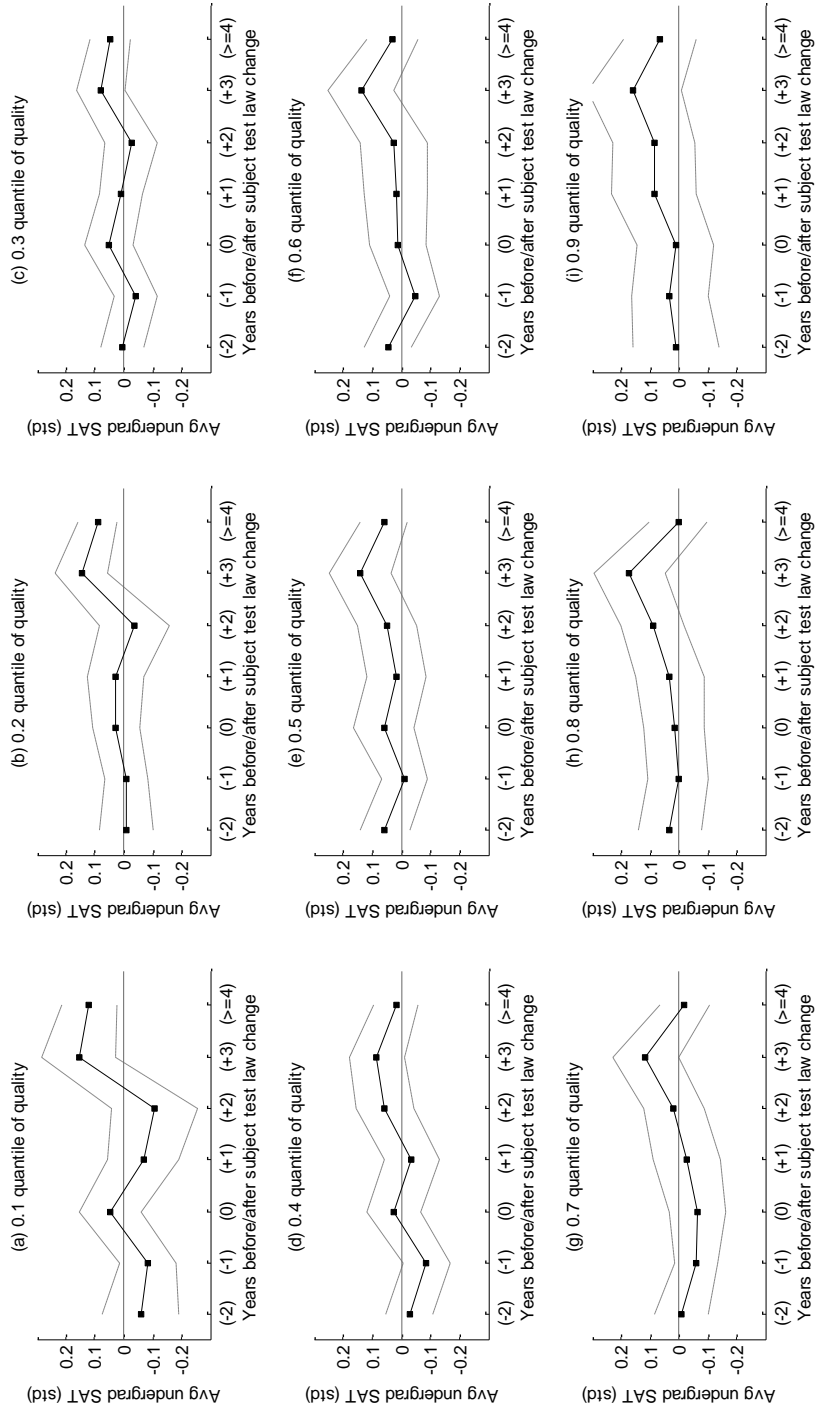 (a) 0.1 quantile of quality
Avg undergrad SAT (std)
0.2
0.1
0
-0.1
-0.2
(-2) (-1) (0) (+1) (+2) (+3) (>=4)
Years before/after subject test law change
(b) 0.2 quantile of quality
Avg undergrad SAT (std)
0.2
0.1
0
-0.1
-0.2
(-2) (-1) (0) (+1) (+2) (+3) (>=4)
Years before/after subject test law change
(c) 0.3 quantile of quality
Avg undergrad SAT (std)
0.2
0.1
0
-0.1
-0.2
(-2) (-1) (0) (+1) (+2) (+3) (>=4)
Years before/after subject test law change
(d) 0.4 quantile of quality
Avg undergrad SAT (std)
0.2
0.1
0
-0.1
-0.2
(-2) (-1) (0) (+1) (+2) (+3) (>=4)
Years before/after subject test law change
(e) 0.5 quantile of quality
Avg undergrad SAT (std)
0.2
0.1
0
-0.1
-0.2
(-2) (-1) (0) (+1) (+2) (+3) (>=4)
Years before/after subject test law change
(f) 0.6 quantile of quality
Avg undergrad SAT (std)
0.2
0.1
0
-0.1
-0.2
(-2) (-1) (0) (+1) (+2) (+3) (>=4)
Years before/after subject test law change
(g) 0.7 quantile of quality
Avg undergrad SAT (std)
0.2
0.1
0
-0.1
-0.2
(-2) (-1) (0) (+1) (+2) (+3) (>=4)
Years before/after subject test law change
(h) 0.8 quantile of quality
Avg undergrad SAT (std)
0.2
0.1
0
-0.1
-0.2
(-2) (-1) (0) (+1) (+2) (+3) (>=4)
Years before/after subject test law change
(i) 0.9 quantile of quality
Avg undergrad SAT (std)
0.2
0.1
0
-0.1
-0.2
(-2) (-1) (0) (+1) (+2) (+3) (>=4)
Years before/after subject test law change